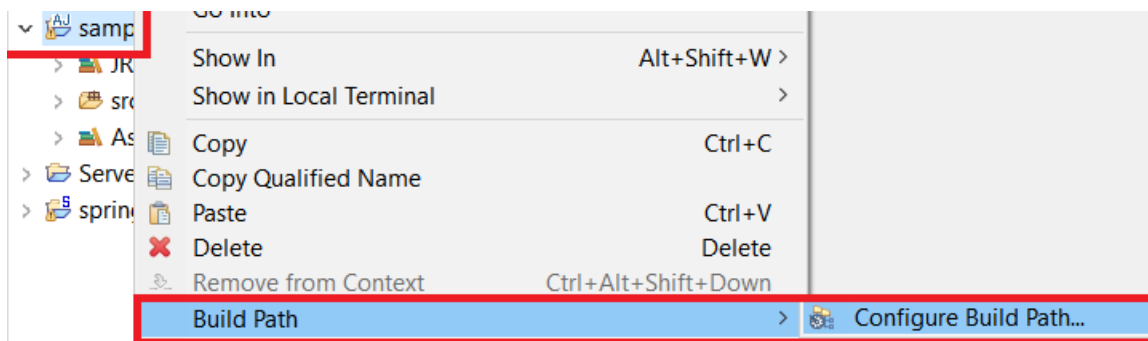 samp
Show In Alt+Shift+W >
JR
Show in Local Terminal >
src
As
Copy Ctrl+C
Serve
Copy Qualified Name
spring
Paste Ctrl+V
Delete Delete
Remove from Context Ctrl+Alt+Shift+Down
Build Path > Configure Build Path...